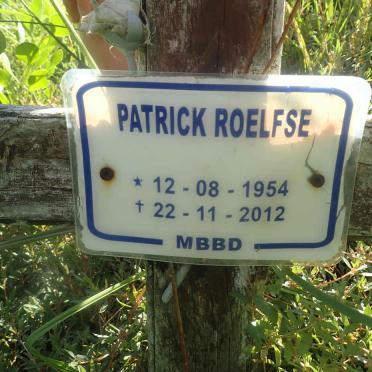 PATRICK ROELFSE
* 12 - 08 - 1954
† 22 - 11 - 2012
MBBD